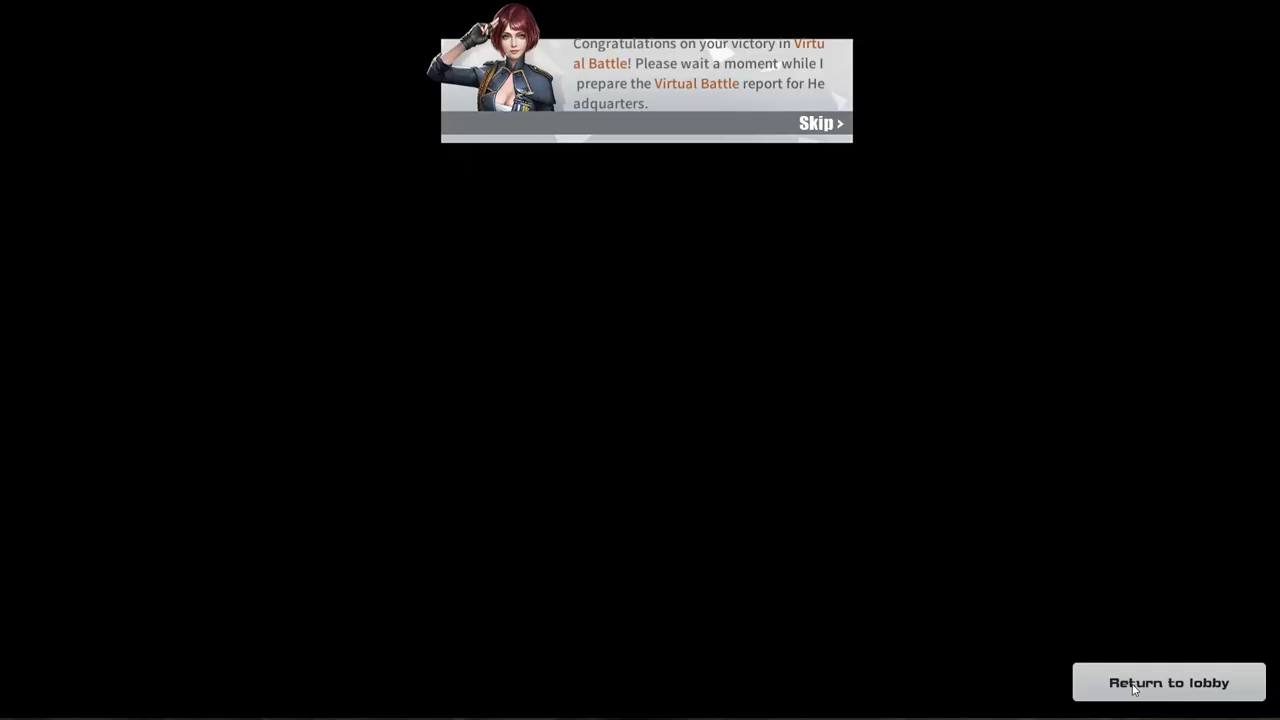 Congratulations on your victory in Virtu
al Battle! Please wait a moment while I
prepare the Virtual Battle report for He
adquarters.
Skip >
Return to lobby